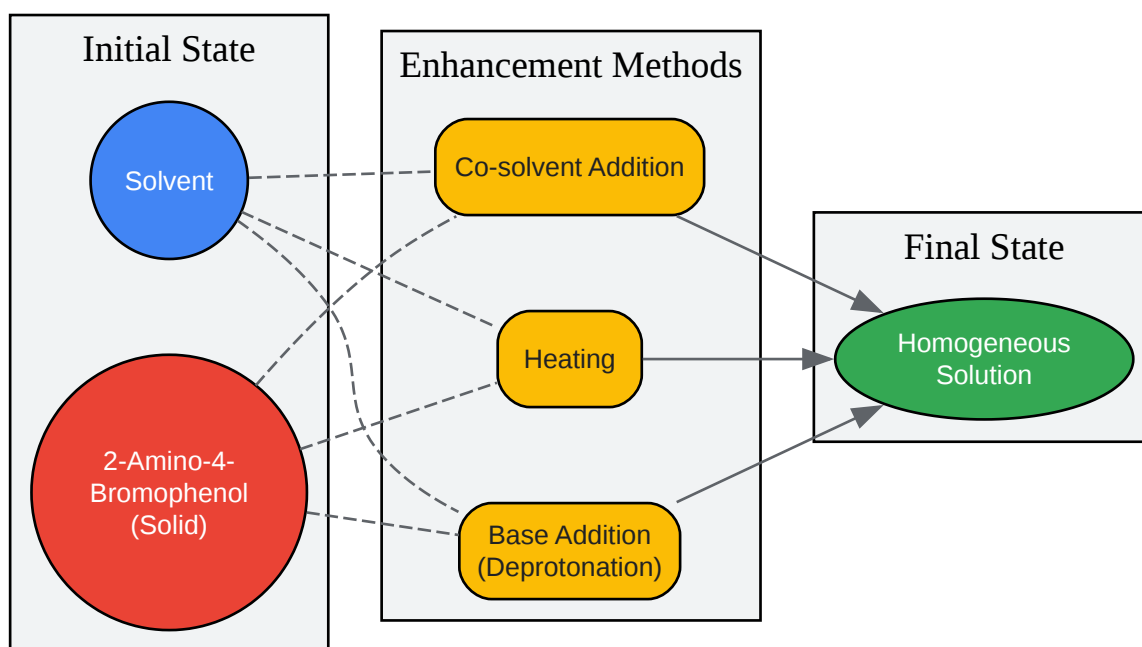 Initial State
Solvent
2-Amino-4-
Bromophenol
(Solid)
Enhancement Methods
Co-solvent Addition
Heating
Base Addition
(Deprotonation)
Final State
Homogeneous
Solution